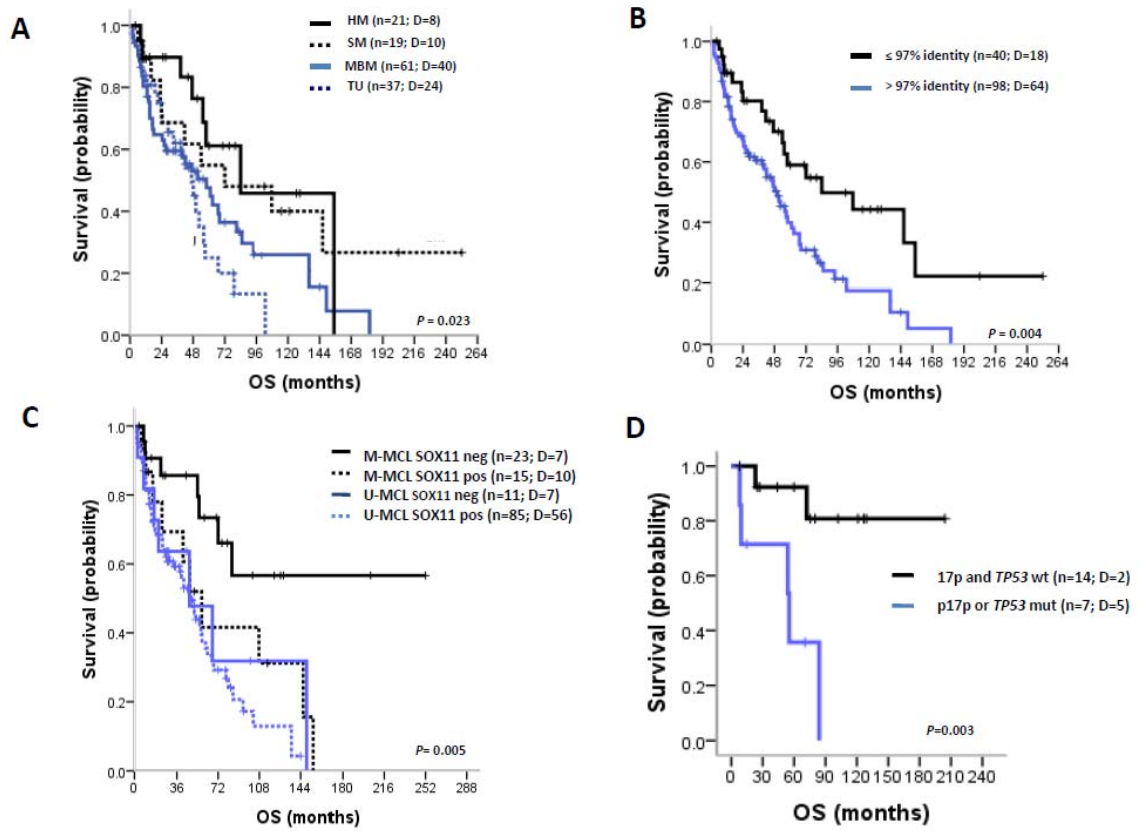 A
HM (n=21; D=8)
SM (n=19; D=10)
MBM (n=61; D=40)
TU (n=37; D=24)
Survival (probability)
1.0
0.8
0.6
0.4
0.2
0.0
P = 0.023
0 24 48 72 96 120 144 168 192 216 240 264
OS (months)
B
≤ 97% identity (n=40; D=18)
> 97% identity (n=98; D=64)
Survival (probability)
1.0
0.8
0.6
0.4
0.2
0.0
P = 0.004
0 24 48 72 96 120 144 168 192 216 240 264
OS (months)
C
M-MCL SOX11 neg (n=23; D=7)
M-MCL SOX11 pos (n=15; D=10)
U-MCL SOX11 neg (n=11; D=7)
U-MCL SOX11 pos (n=85; D=56)
Survival (probability)
1.0
0.8
0.6
0.4
0.2
0.0
P= 0.005
0 36 72 108 144 180 216 252 288
OS (months)
D
17p and TP53 wt (n=14; D=2)
p17p or TP53 mut (n=7; D=5)
Survival (probability)
1.0
0.8
0.6
0.4
0.2
0.0
P=0.003
0 30 60 90 120 150 180 210 240
OS (months)